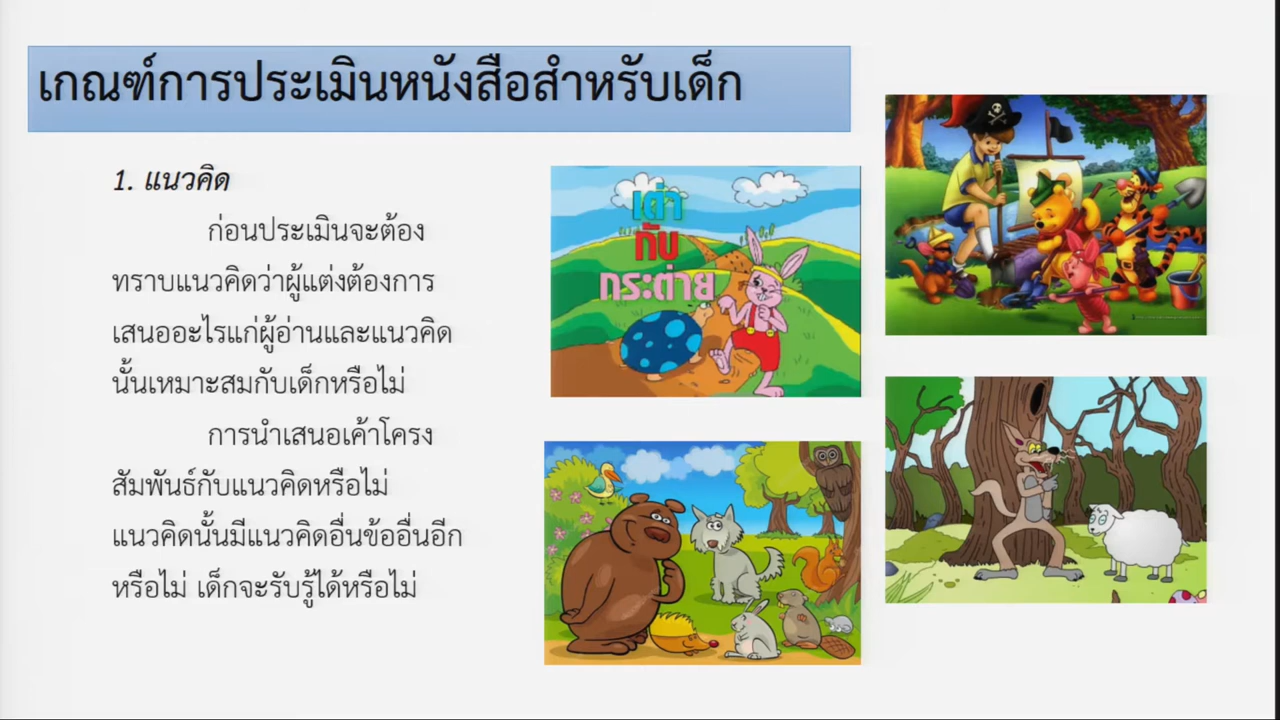 เกณฑ์การประเมินหนังสือสำหรับเด็ก
1. แนวคิด
ก่อนประเมินจะต้อง
ทราบแนวคิดว่าผู้แต่งต้องการ
เสนออะไรแก่ผู้อ่านและแนวคิด
นั้นเหมาะสมกับเด็กหรือไม่
การนำเสนอเค้าโครง
สัมพันธ์กับแนวคิดหรือไม่
แนวคิดนั้นมีแนวคิดอื่นข้ออื่นอีก
หรือไม่ เด็กจะรับรู้ได้หรือไม่
เต่า
กับ
กระต่าย